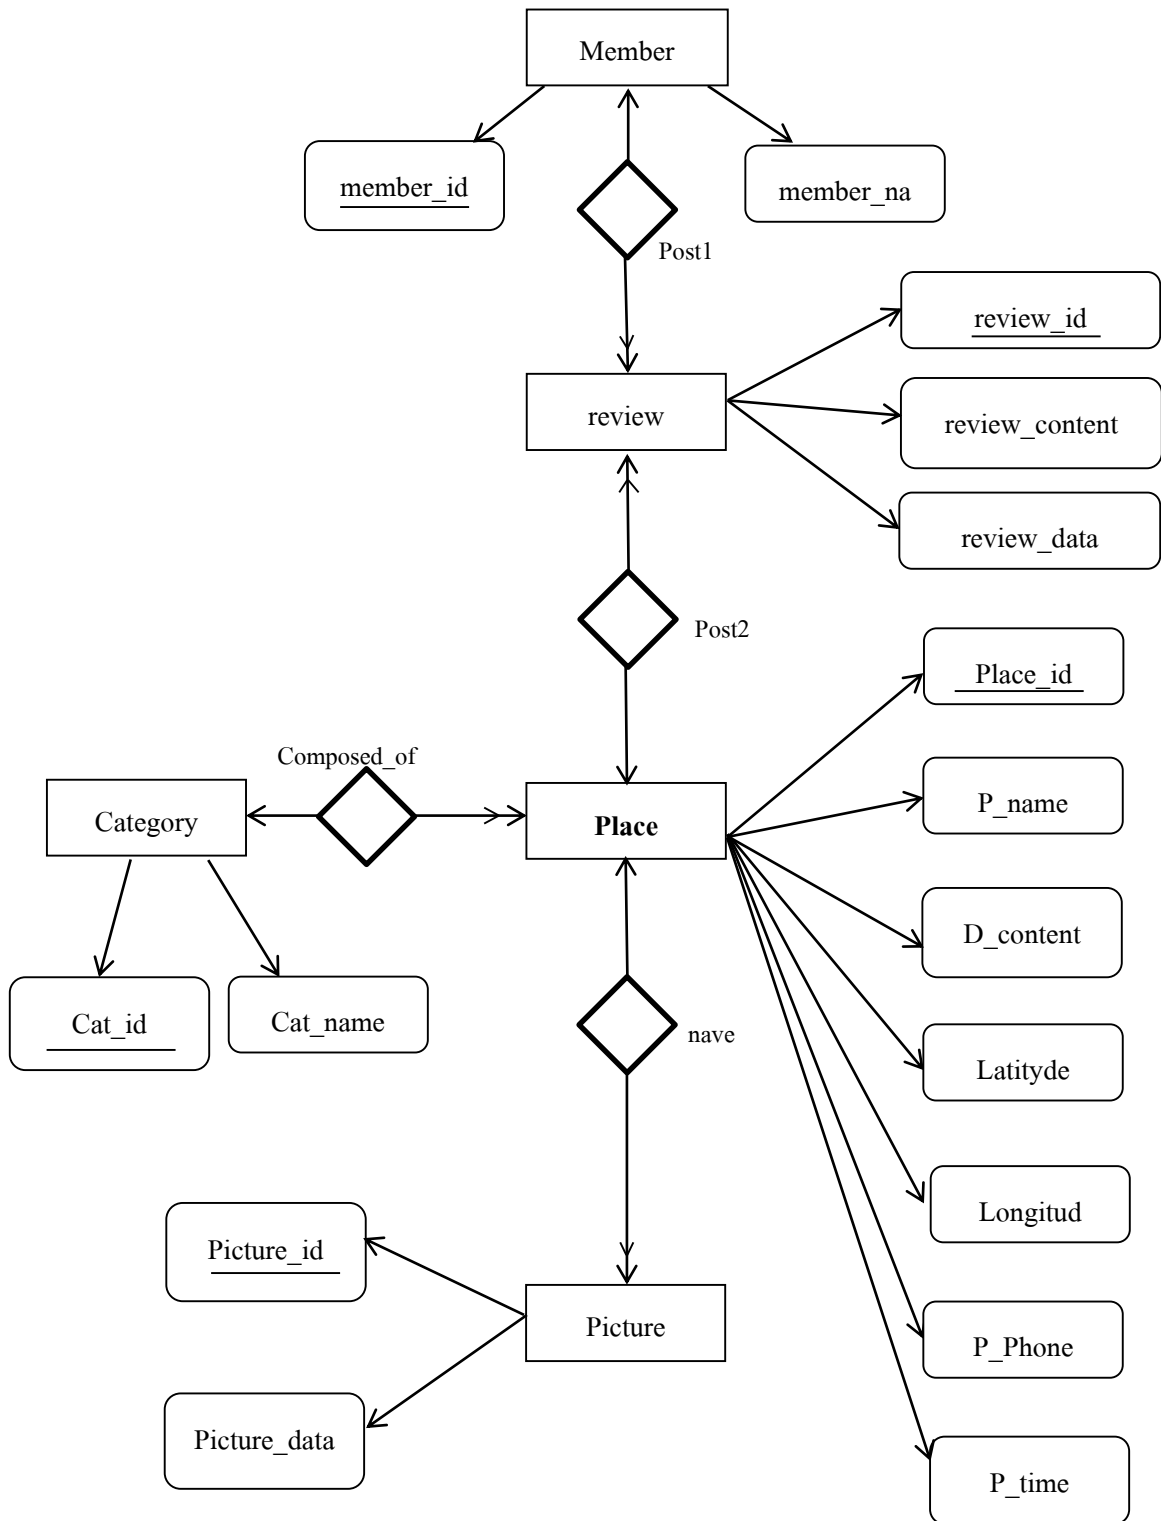 Member
member_id
member_na
Post1
review_id
review
review_content
review_data
Post2
Place_id
Composed_of
Category
Place
P_name
D_content
Cat_id
Cat_name
nave
Latityde
Longitud
Picture_id
Picture
P_Phone
Picture_data
P_time